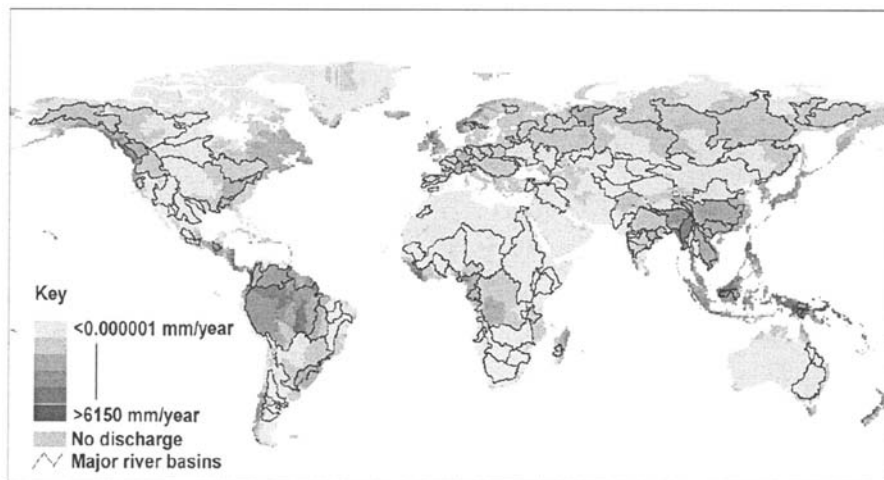 Key
<0.000001 mm/year
>6150 mm/year
No discharge
Major river basins